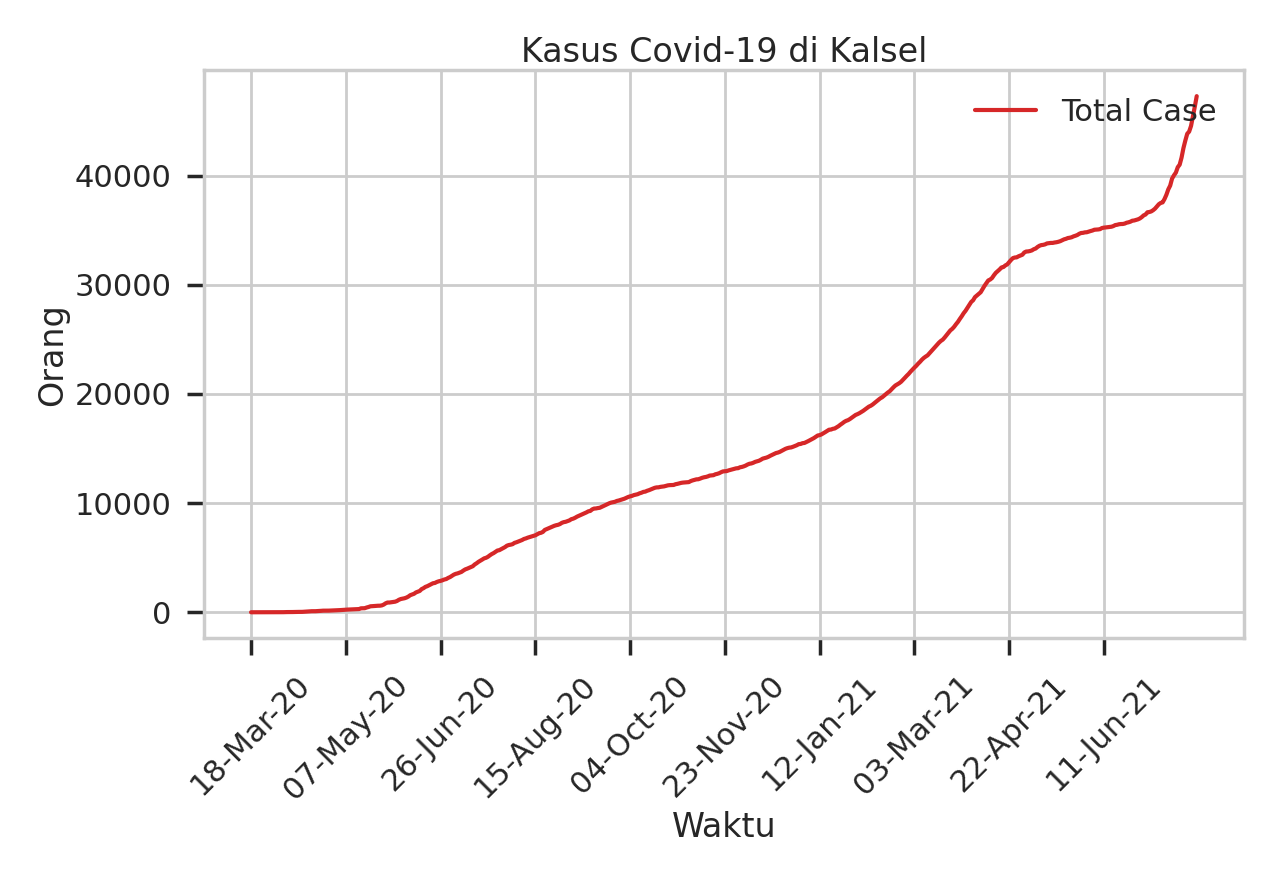 Kasus Covid-19 di Kalsel
Total Case
40000
30000
20000
10000
0
Orang
18-Mar-20
07-May-20
26-Jun-20
15-Aug-20
04-Oct-20
23-Nov-20
12-Jan-21
03-Mar-21
22-Apr-21
11-Jun-21
Waktu